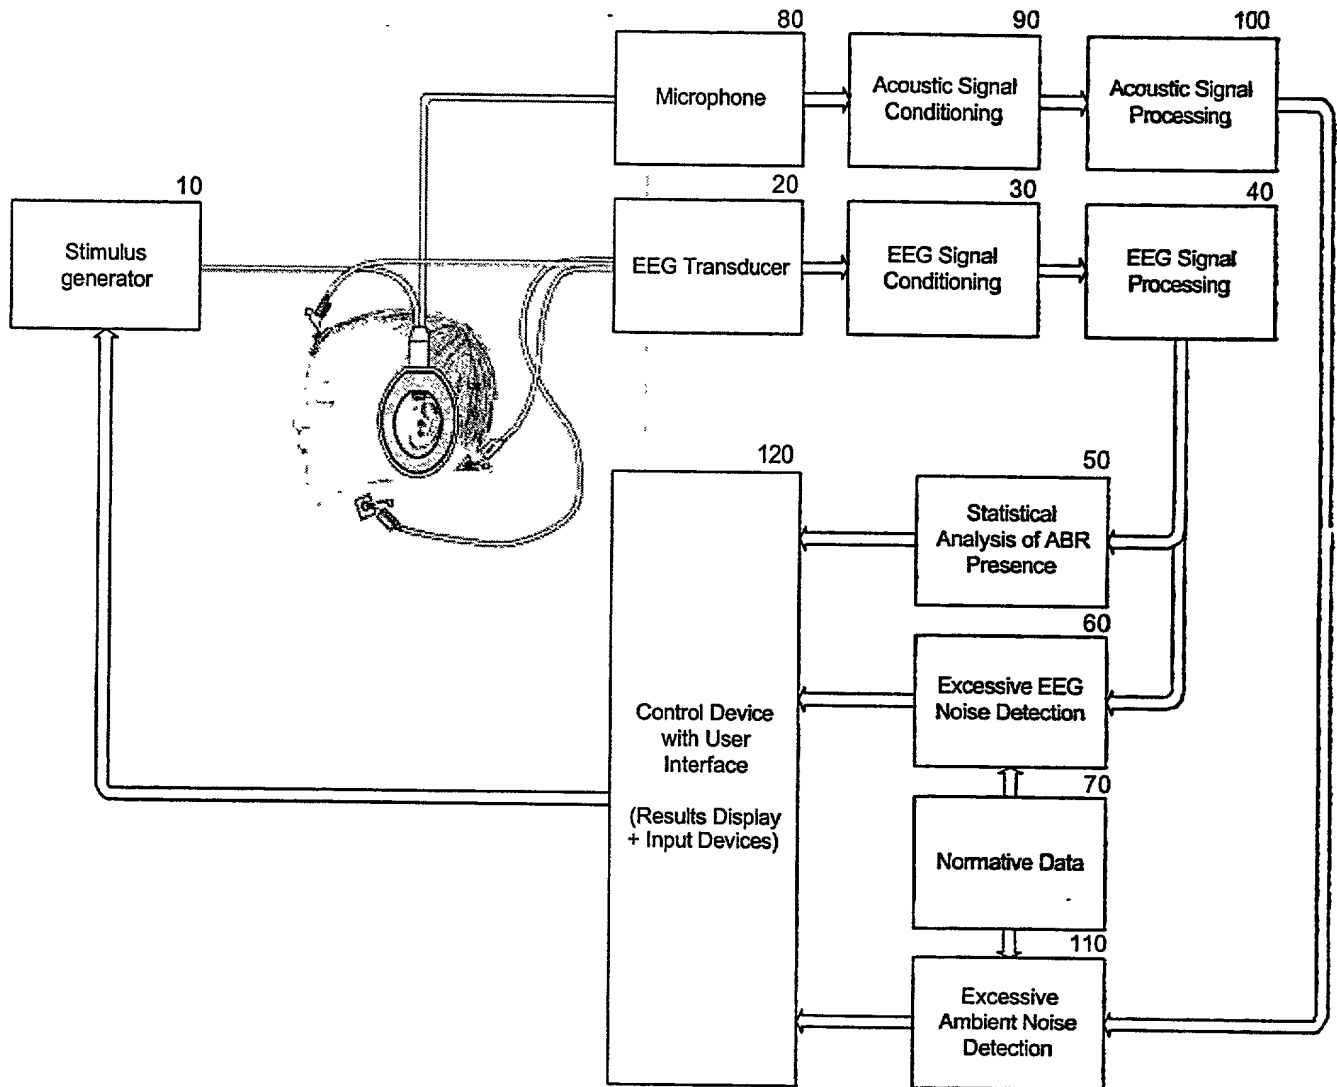 80
90
100
Microphone
Acoustic Signal
Conditioning
Acoustic Signal
Processing
10
20
30
40
Stimulus
generator
EEG Transducer
EEG Signal
Conditioning
EEG Signal
Processing
120
50
Statistical
Analysis of ABR
Presence
60
Excessive EEG
Noise Detection
Control Device
with User
Interface
(Results Display
+ Input Devices)
70
Normative Data
110
Excessive
Ambient Noise
Detection